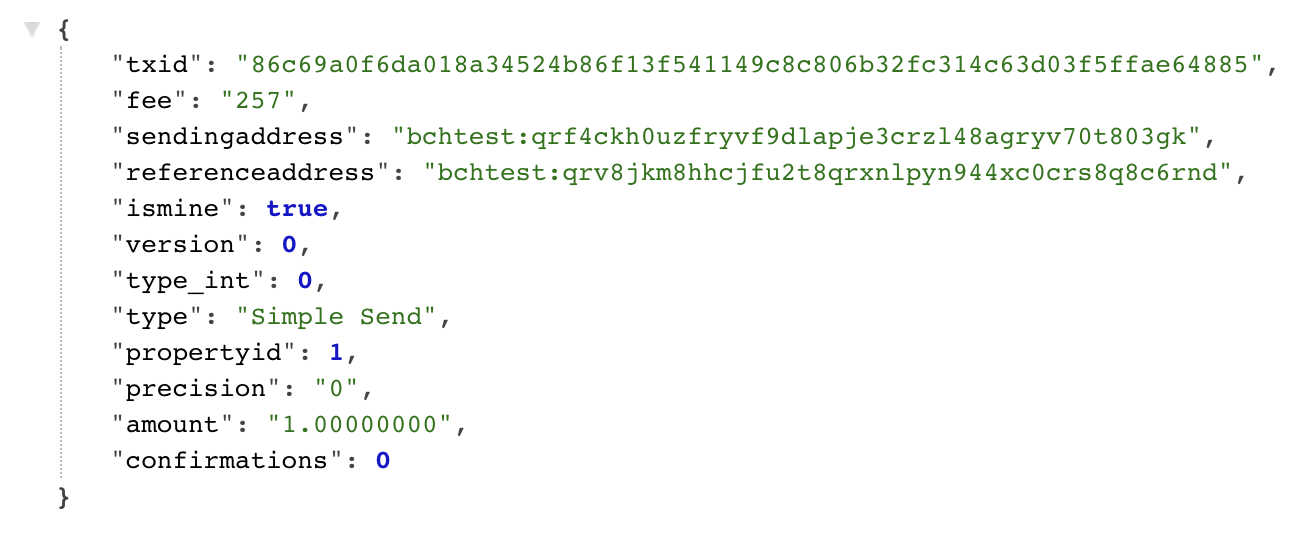 {
"txid": "86c69a0f6da018a34524b86f13f541149c8c806b32fc314c63d03f5ffae64885",
"fee": "257",
"sendingaddress": "bchtest:qrf4ckh0uzfryvf9dlapje3crzl48agryv70t803gk",
"referenceaddress": "bchtest:qrv8jkm8hhcjfu2t8qrxnlpyn944xc0crs8q8c6rnd",
"ismine": true,
"version": 0,
"type_int": 0,
"type": "Simple Send",
"propertyid": 1,
"precision": "0",
"amount": "1.00000000",
"confirmations": 0
}